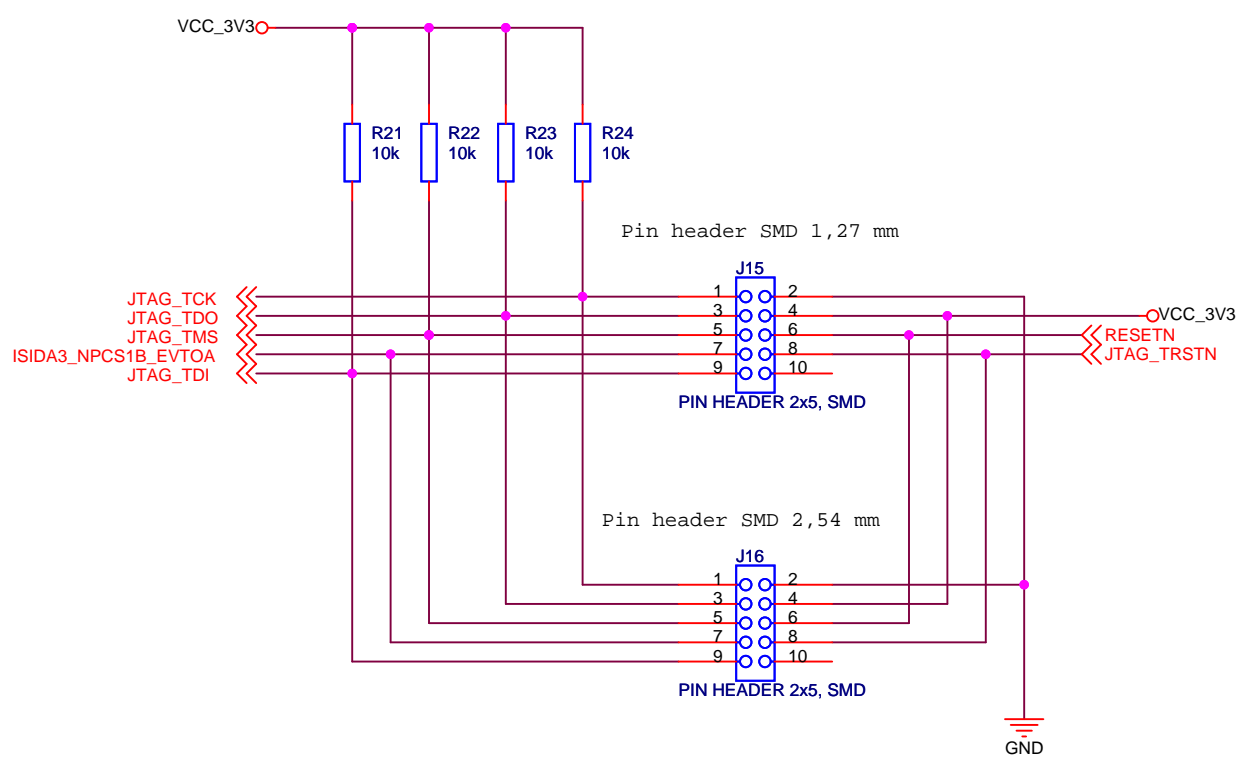 VCC_3V3
R21
10k
R22
10k
R23
10k
R24
10k
Pin header SMD 1,27 mm
J15
JTAG_TCK
1
2
JTAG_TDO
3
4
VCC_3V3
JTAG_TMS
5
6
RESETN
ISIDA3_NPCS1B_EVTOA
7
8
JTAG_TRSTN
JTAG_TDI
9
10
PIN HEADER 2x5, SMD
Pin header SMD 2,54 mm
J16
1
2
3
4
5
6
7
8
9
10
PIN HEADER 2x5, SMD
GND